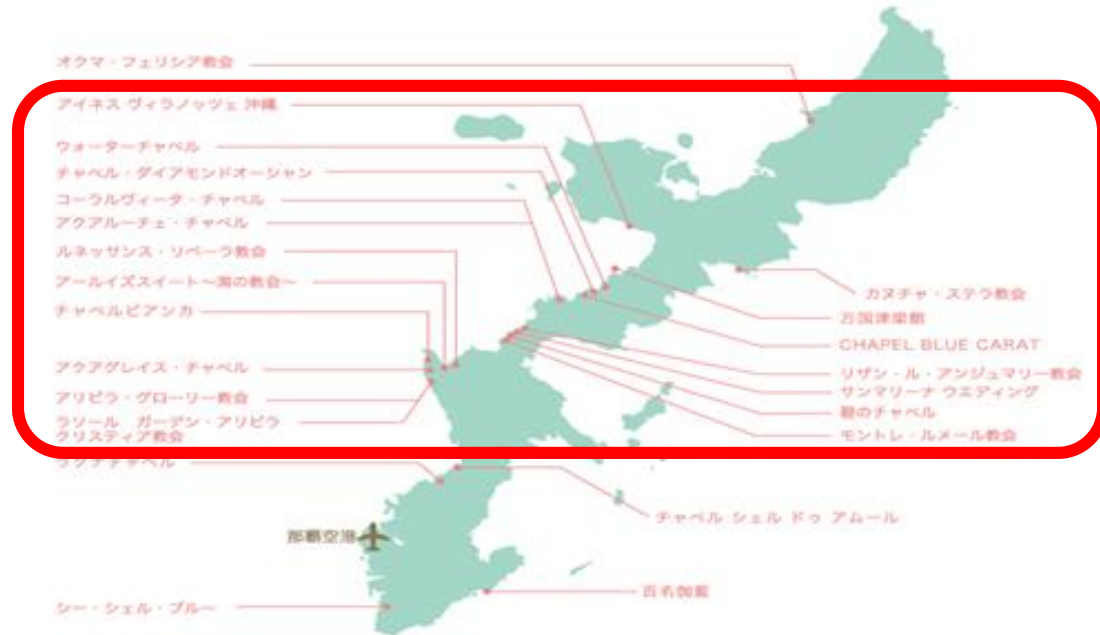 オクマ・フェリシア教会
アイネス ヴィラノッツェ 沖縄
ウォーターチャペル
チャペル・ダイアモンドオーシャン
コーラルヴィータ・チャペル
アクアルーチェ・チャペル
ルネッサンス・リベーラ教会
アールイズスイート～海の教会～
チャペルビアンカ
アクアグレイス・チャペル
アリビラ・グローリー教会
ラソール ガーデン・アリビラ
クリスティア教会
ラグナチャペル
カヌチャ・ステラ教会
万国津梁館
CHAPEL BLUE CARAT
リザン・ル・アンジュマリー教会
サンマリーナ ウエディング
碧のチャペル
モントレ・ルメール教会
チャペル シェル ドゥ アムール
那覇空港
百名伽藍
シー・シェル・ブルー